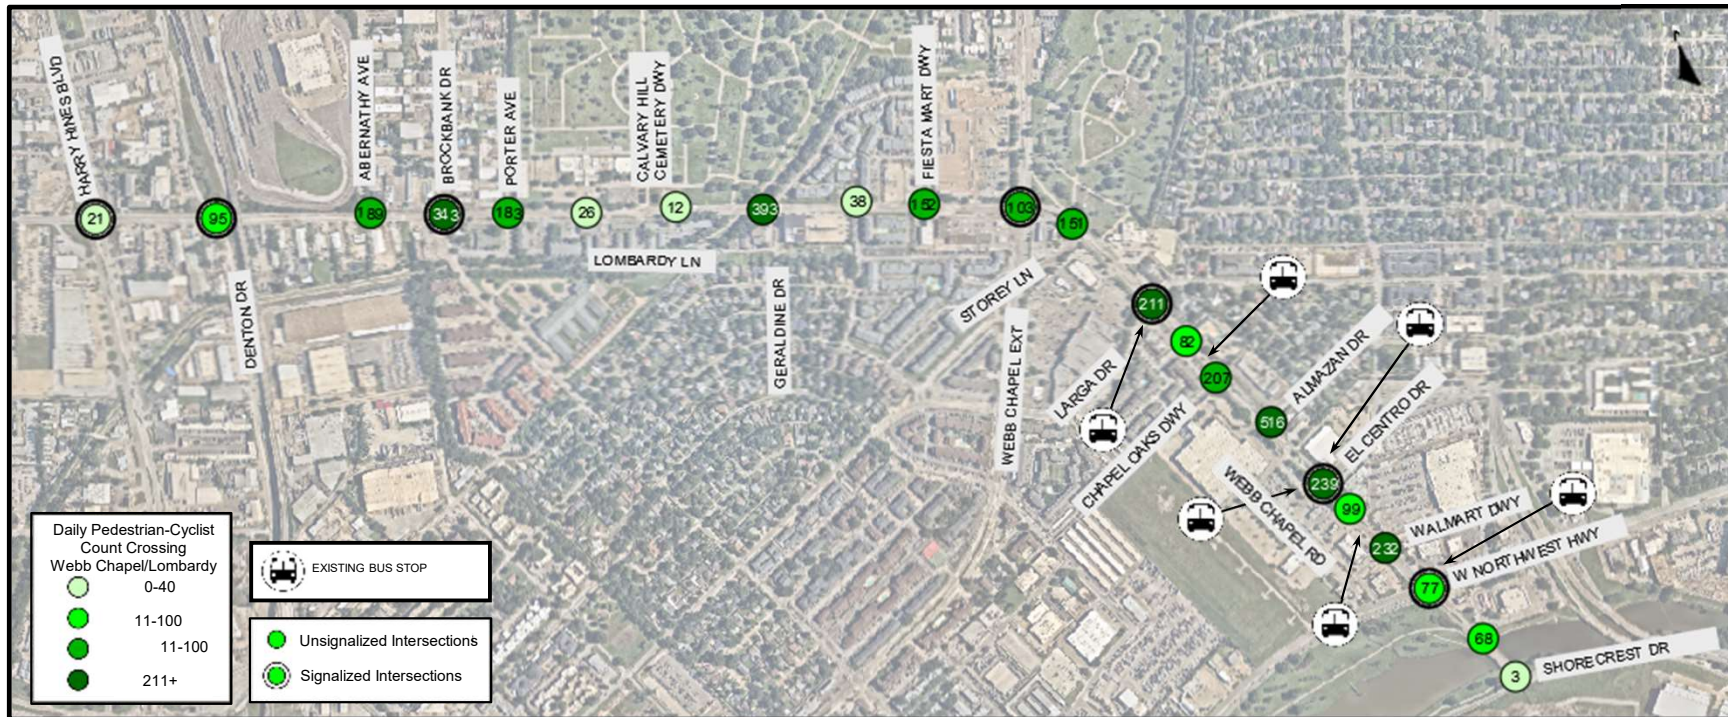 HARRY HINES BLVD
ABERNATHY AVE
BROCKBANK DR
PORTER AVE
CALVARY HILL
CEMETERY DWY
FIESTA MART DWY
21
95
189
343
183
26
12
393
38
152
103
151
LOMBARDY LN
DENTON DR
GERALDINE DR
STOREY LN
WEBB CHAPEL EXT
LARGA DR
CHAPEL OAKS DWY
211
82
207
516
ALMAZAN DR
EL CENTRO DR
239
99
WEBB CHAPEL RD
232
WALMART DWY
W NORTHWEST HWY
77
68
3
SHORECREST DR
Daily Pedestrian-Cyclist
Count Crossing
Webb Chapel/Lombardy
0-40
11-100
11-100
211+
EXISTING BUS STOP
Unsignalized Intersections
Signalized Intersections